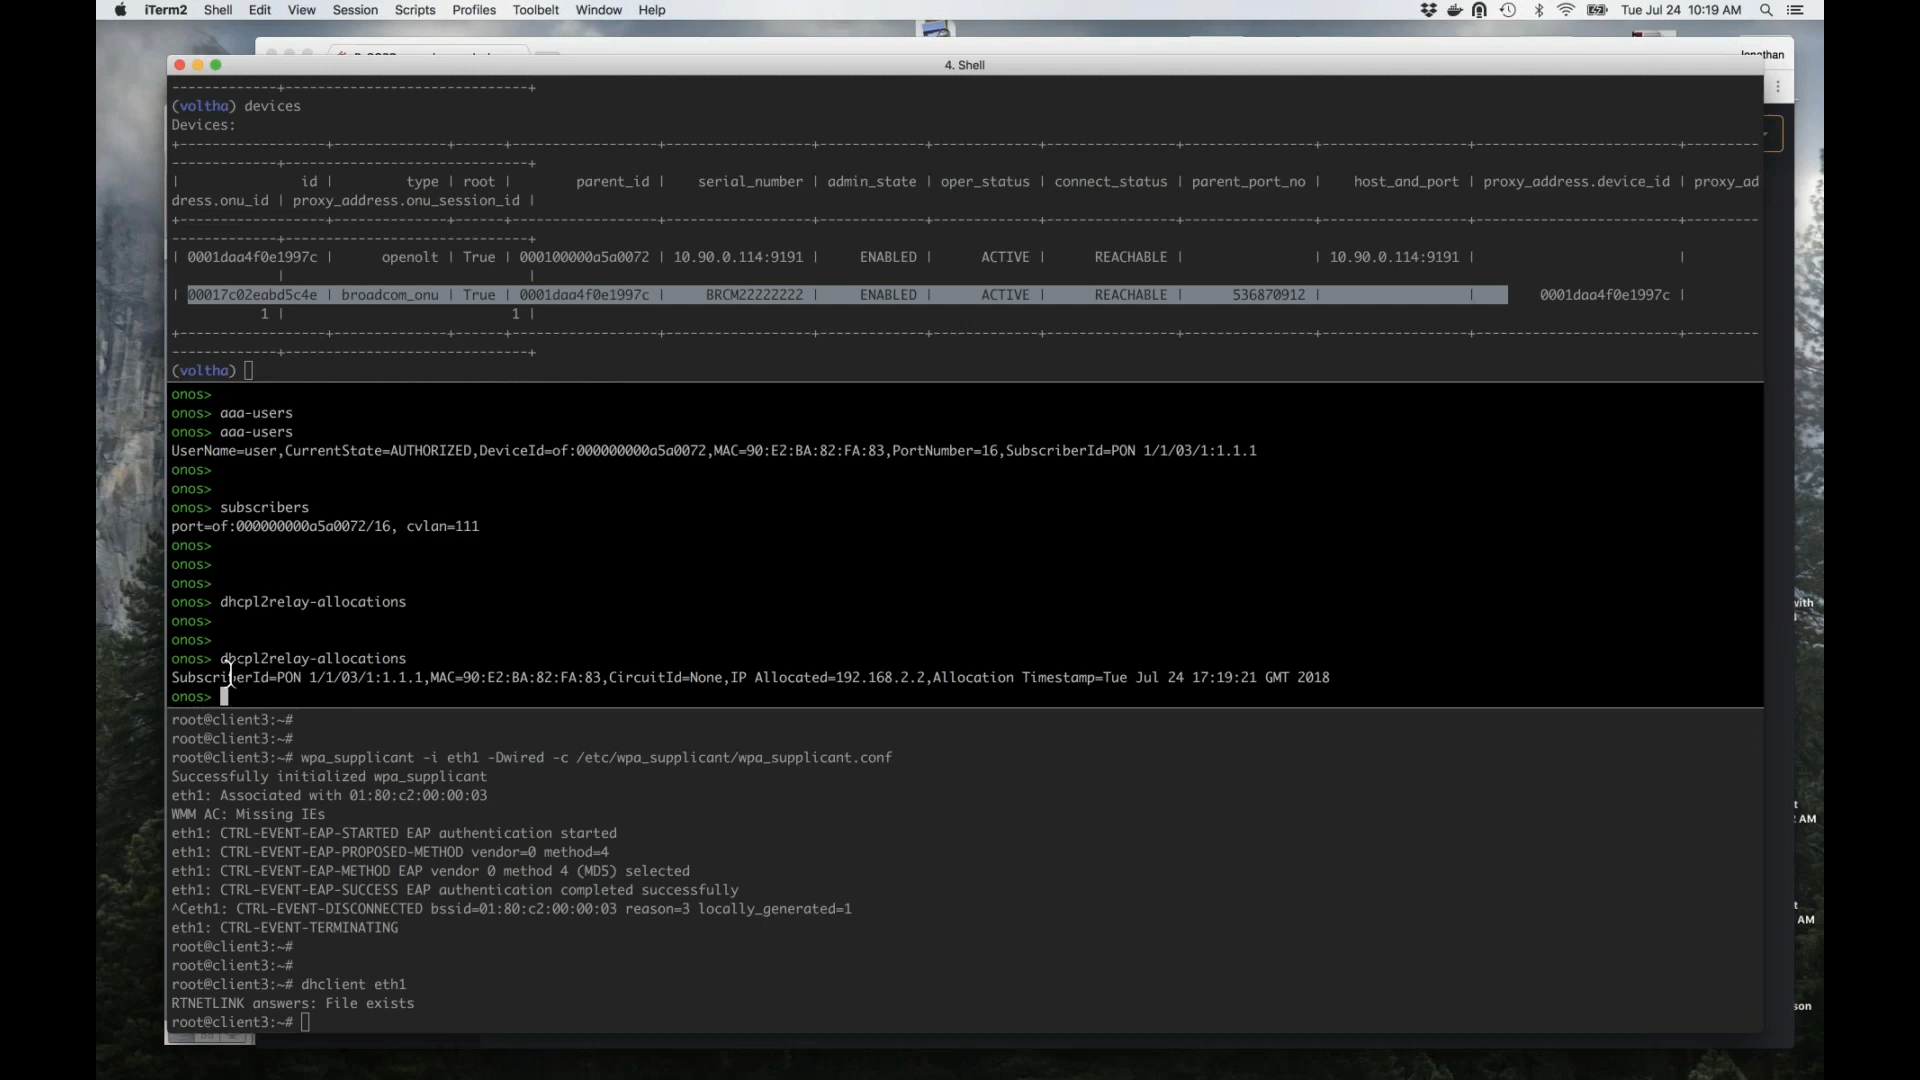 iTerm2 Shell Edit View Session Scripts Profiles Toolbelt Window Help Tue Jul 24 10:19 AM
Jonathan
4. Shell
-------------+------------------------------+
(voltha) devices
Devices:
+------------------+--------------+------+------------------+------------------+-------------+-------------+----------------+----------------+------------------+-------------------------+---------
-------------+------------------------------+
| id | type | root | parent_id | serial_number | admin_state | oper_status | connect_status | parent_port_no | host_and_port | proxy_address.device_id | proxy_ad
dress.onu_id | proxy_address.onu_session_id |
+------------------+--------------+------+------------------+------------------+-------------+-------------+----------------+----------------+------------------+-------------------------+---------
-------------+------------------------------+
| 0001daa4f0e1997c | openolt | True | 000100000a5a0072 | 10.90.0.114:9191 | ENABLED | ACTIVE | REACHABLE | | 10.90.0.114:9191 | |
| |
| 00017c02eabd5c4e | broadcom_onu | True | 0001daa4f0e1997c | BRCM22222222 | ENABLED | ACTIVE | REACHABLE | 536870912 | | 0001daa4f0e1997c |
1 | 1 |
+------------------+--------------+------+------------------+------------------+-------------+-------------+----------------+----------------+------------------+-------------------------+---------
-------------+------------------------------+
(voltha)
onos>
onos> aaa-users
onos> aaa-users
UserName=user,CurrentState=AUTHORIZED,DeviceId=of:000000000a5a0072,MAC=90:E2:BA:82:FA:83,PortNumber=16,SubscriberId=PON 1/1/03/1:1.1.1
onos>
onos>
onos> subscribers
port=of:000000000a5a0072/16, cvlan=111
onos>
onos>
onos>
onos> dhcpl2relay-allocations
onos>
onos>
onos> dhcpl2relay-allocations
SubscriberId=PON 1/1/03/1:1.1.1,MAC=90:E2:BA:82:FA:83,CircuitId=None,IP Allocated=192.168.2.2,Allocation Timestamp=Tue Jul 24 17:19:21 GMT 2018
onos>
root@client3:~#
root@client3:~#
root@client3:~# wpa_supplicant -i eth1 -Dwired -c /etc/wpa_supplicant/wpa_supplicant.conf
Successfully initialized wpa_supplicant
eth1: Associated with 01:80:c2:00:00:03
WMM AC: Missing IEs
eth1: CTRL-EVENT-EAP-STARTED EAP authentication started
eth1: CTRL-EVENT-EAP-PROPOSED-METHOD vendor=0 method=4
eth1: CTRL-EVENT-EAP-METHOD EAP vendor 0 method 4 (MD5) selected
eth1: CTRL-EVENT-EAP-SUCCESS EAP authentication completed successfully
^Ceth1: CTRL-EVENT-DISCONNECTED bssid=01:80:c2:00:00:03 reason=3 locally_generated=1
eth1: CTRL-EVENT-TERMINATING
root@client3:~#
root@client3:~#
root@client3:~# dhclient eth1
RTNETLINK answers: File exists
root@client3:~#
with
AM
AM
son